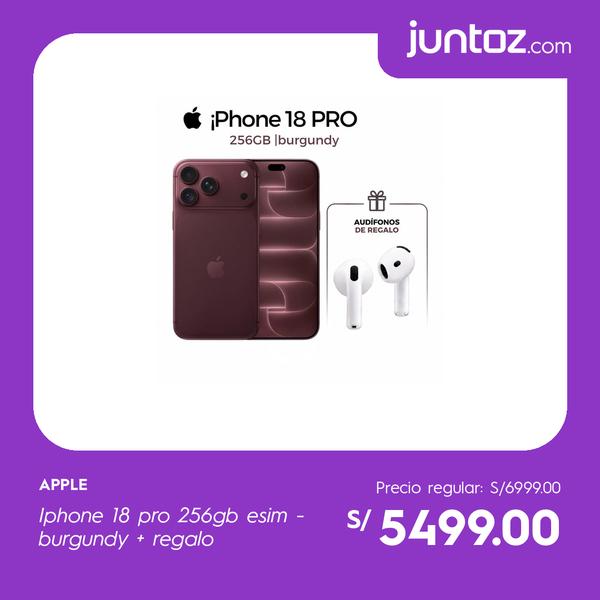 juntoz.com
iPhone 18 PRO
256GB |burgundy
AUDÍFONOS
DE REGALO
APPLE
Iphone 18 pro 256gb esim -
burgundy + regalo
Precio regular: S/6999.00
S/ 5499.00